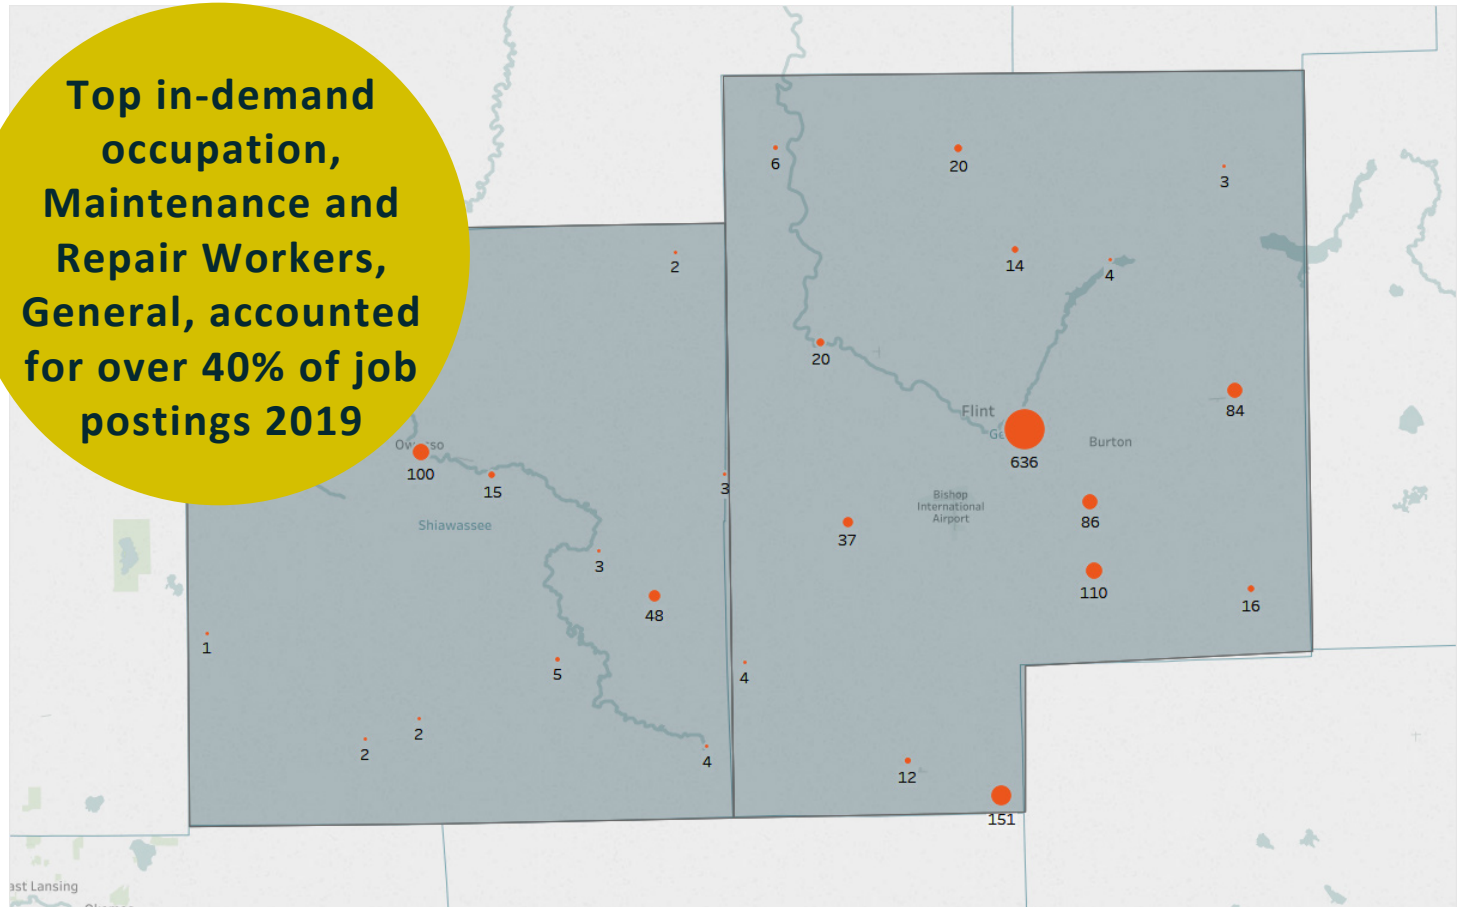 Top in-demand
occupation,
Maintenance and
Repair Workers,
General, accounted
for over 40% of job
postings 2019
6
20
3
2
14
4
20
84
Flint
636
Burton
100
15
3
Bishop
International
Airport
86
Shiawassee
37
3
110
48
16
1
5
4
2
2
4
12
151
ast Lansing